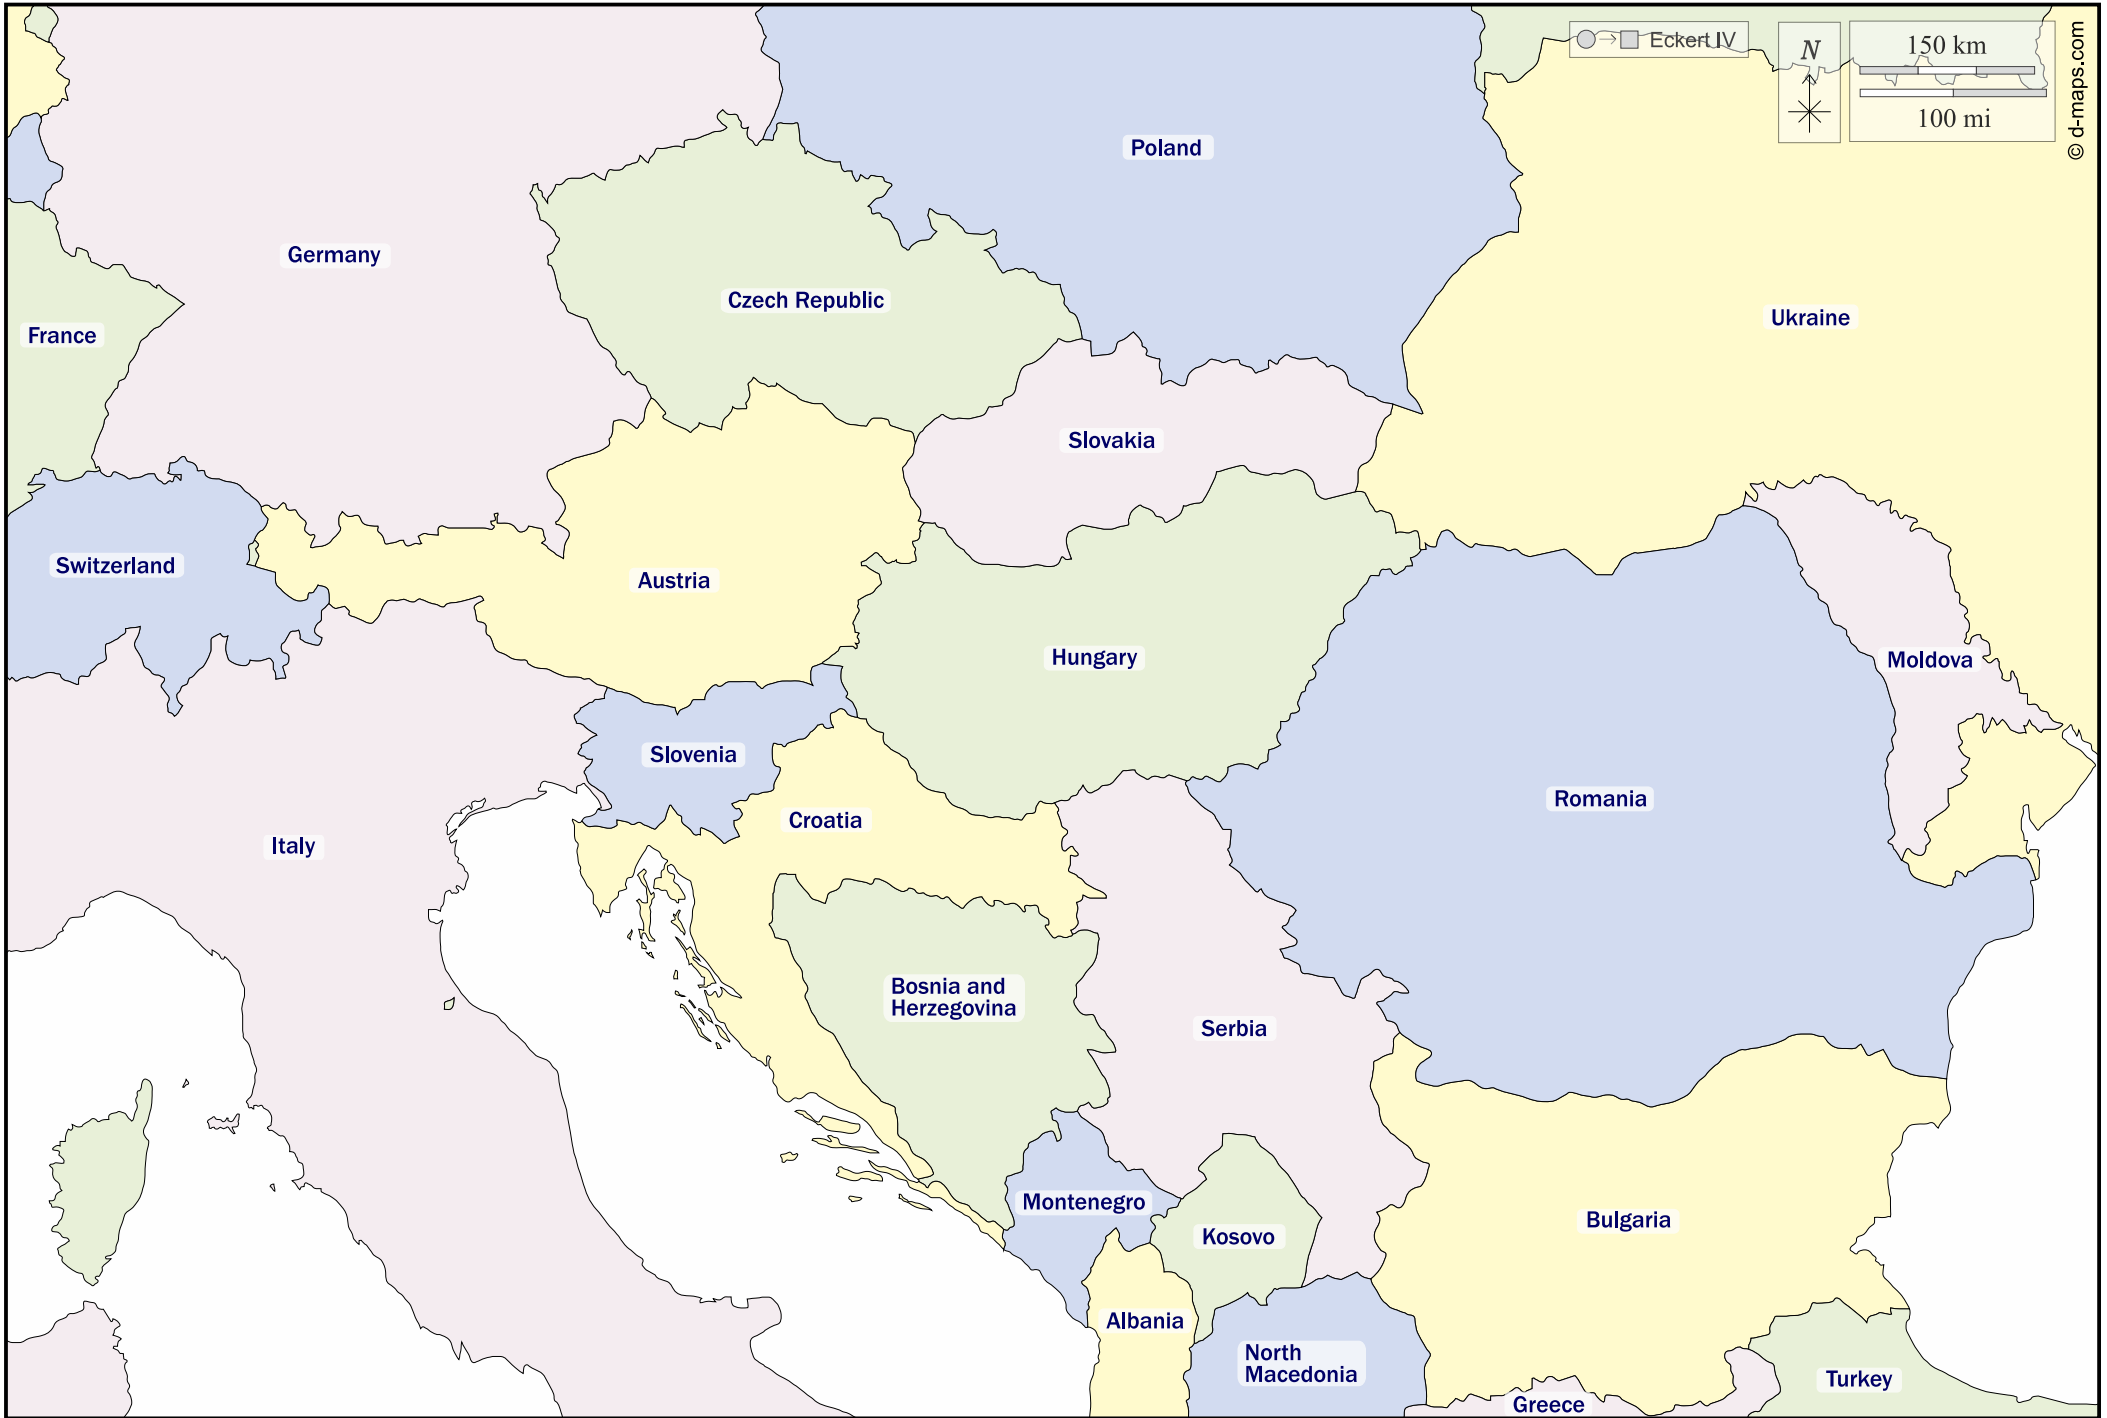 Eckert IV
N
150 km
100 mi
© d-maps.com
Poland
Germany
Czech Republic
Ukraine
France
Slovakia
Switzerland
Austria
Hungary
Moldova
Slovenia
Romania
Croatia
Italy
Bosnia and
Herzegovina
Serbia
Montenegro
Kosovo
Bulgaria
Albania
North
Macedonia
Turkey
Greece